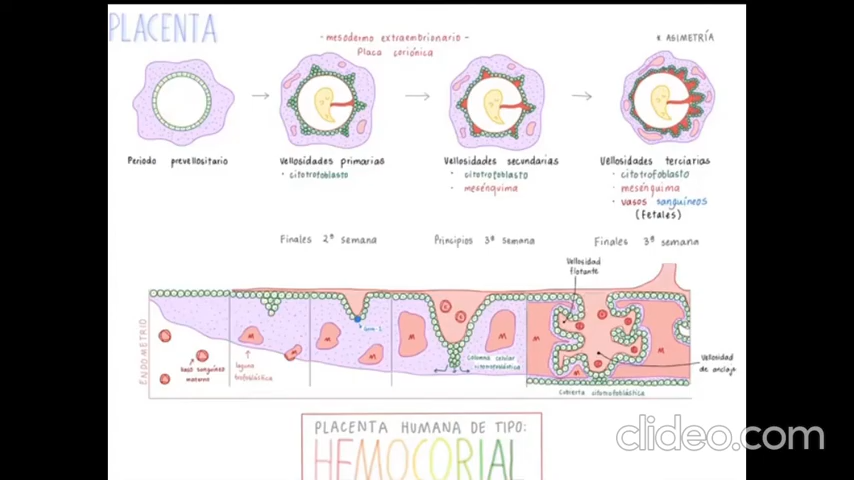 PLACENTA
- mesodermo extraembrionario -
Placa coriónica
* ASIMETRÍA
Periodo prevellositario
Vellosidades primarias
· citotrofoblasto
Vellosidades secundarias
· citotrofoblasto
· mesénquima
Vellosidades terciarias
· citotrofoblasto
· mesénquima
· vasos sanguíneos
(Fetales)
Finales 2ª semana
Principios 3ª semana
Finales 3ª semana
Vellosidad
flotante
ENDOMETRIO
M
M
M
M
M
M
M
M
M
laguna
trofoblástica
Vaso sanguíneo
materno
Columna celular
citotrofoblástica
Vellosidad
de anclaje
Cubierta citotrofoblástica
PLACENTA HUMANA DE TIPO:
HEMOCORIAL
clideo.com